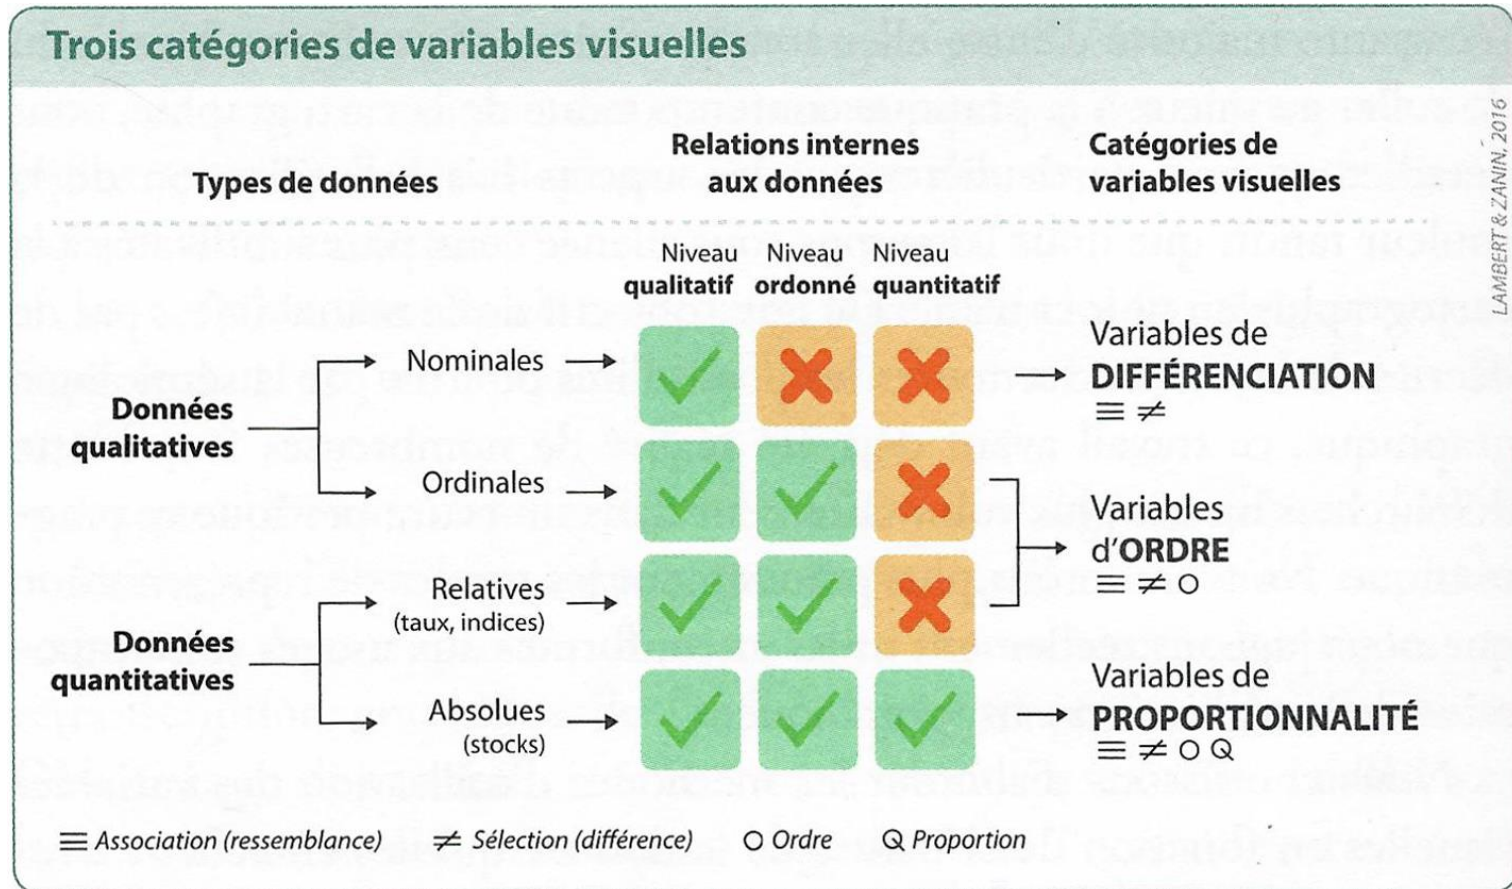 Trois catégories de variables visuelles
LAMBERT & ZANIN, 2016
Types de données
Relations internes
aux données
Catégories de
variables visuelles
Niveau
qualitatif
Niveau
ordonné
Niveau
quantitatif
Données
qualitatives
Nominales
Ordinales
Données
quantitatives
Relatives
(taux, indices)
Absolues
(stocks)
Variables de
DIFFÉRENCIATION
≡ ≠
Variables
d'ORDRE
≡ ≠ O
Variables de
PROPORTIONNALITÉ
≡ ≠ O Q
≡ Association (ressemblance) ≠ Sélection (différence) O Ordre Q Proportion